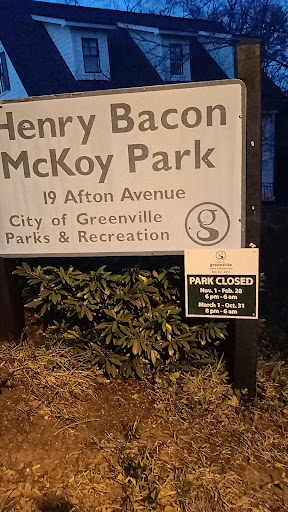 Henry Bacon
McKoy Park
19 Afton Avenue
City of Greenville
Parks & Recreation
g
greenville
PARK CLOSED
Nov. 1 - Feb. 28
6 pm - 6 am
March 1 - Oct. 31
8 pm - 6 am